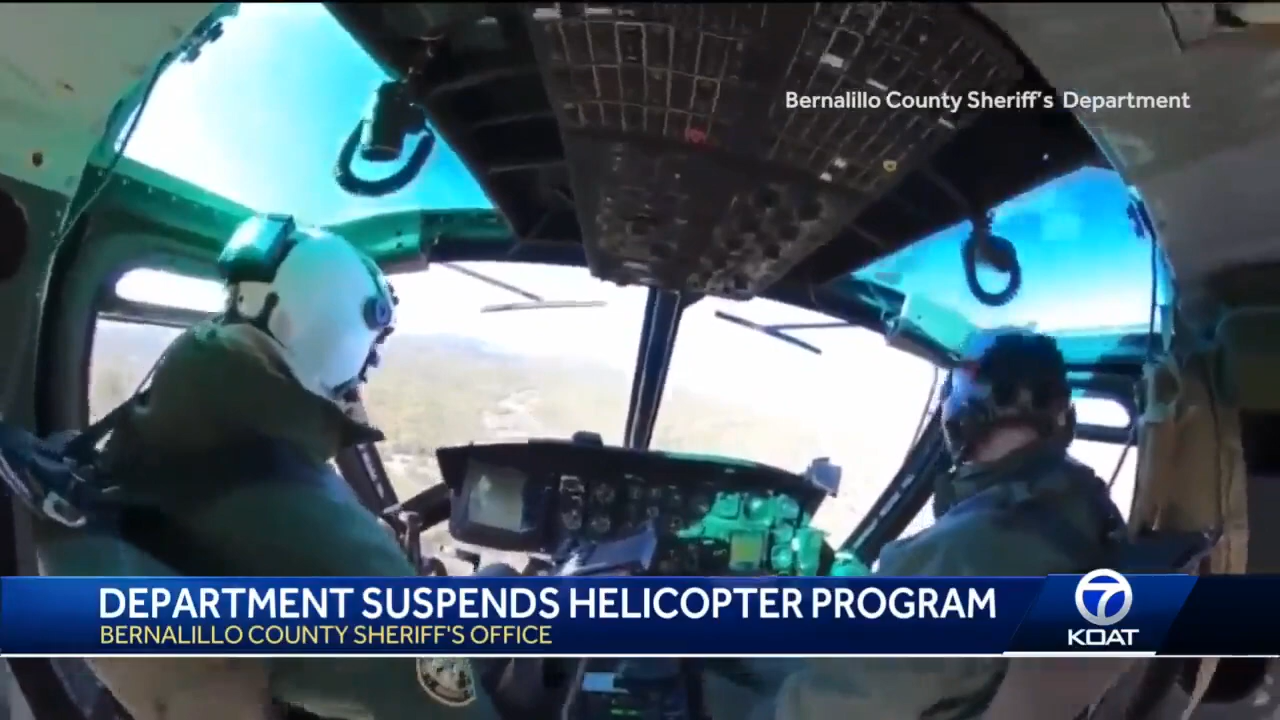 Bernalillo County Sheriff's Department
DEPARTMENT SUSPENDS HELICOPTER PROGRAM
BERNALILLO COUNTY SHERIFF'S OFFICE
7
KOAT